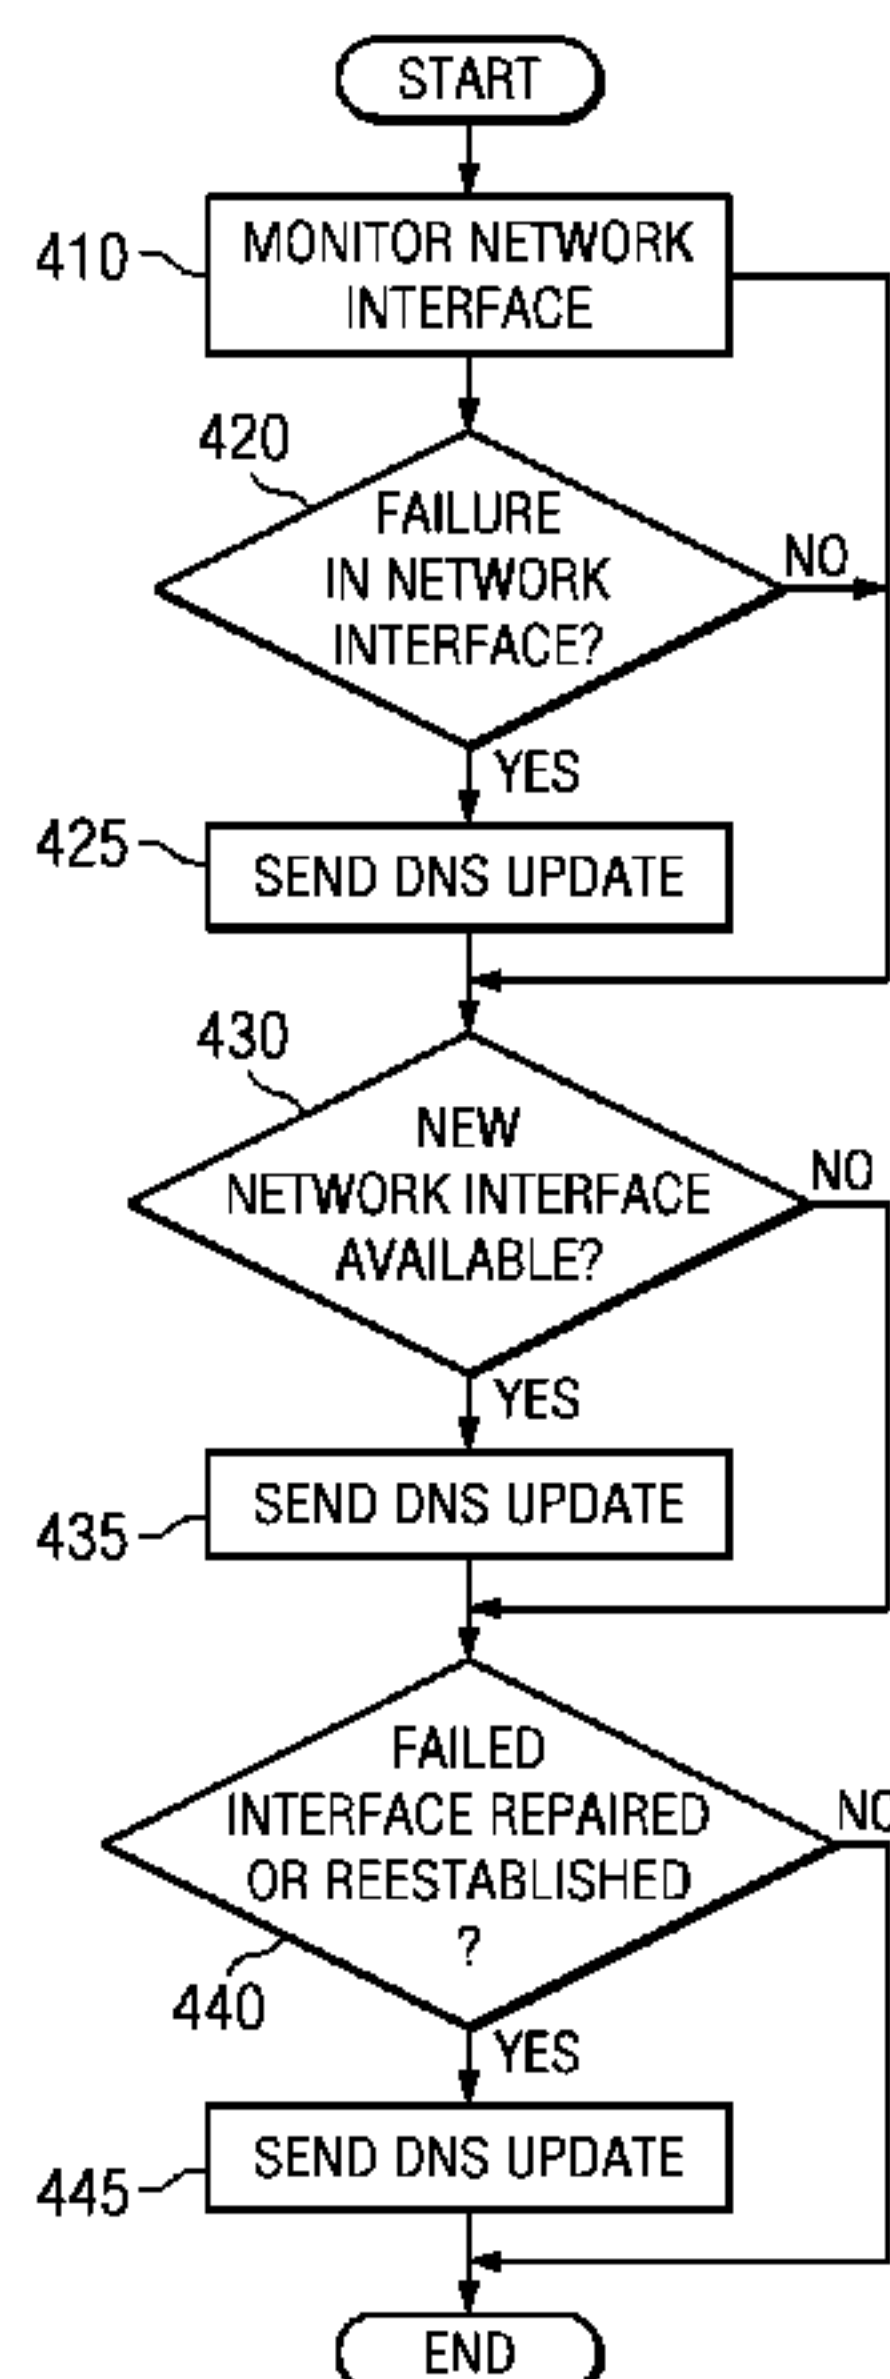 START
410
MONITOR NETWORK
INTERFACE
420
FAILURE
IN NETWORK
INTERFACE?
NO
YES
425
SEND DNS UPDATE
430
NEW
NETWORK INTERFACE
AVAILABLE?
NO
YES
435
SEND DNS UPDATE
FAILED
INTERFACE REPAIRED
OR REESTABLISHED
?
NO
440
YES
445
SEND DNS UPDATE
END